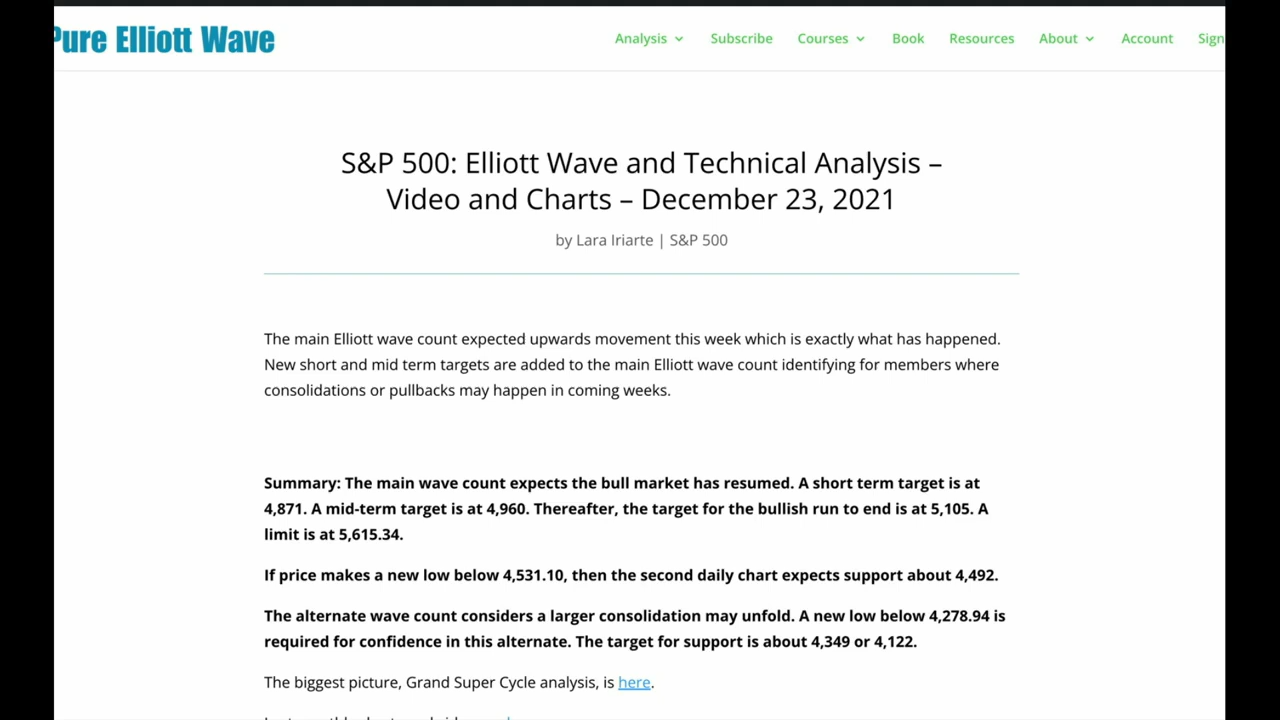 Pure Elliott Wave
Analysis Subscribe Courses Book Resources About Account Sign
S&P 500: Elliott Wave and Technical Analysis –
Video and Charts – December 23, 2021
by Lara Iriarte | S&P 500
The main Elliott wave count expected upwards movement this week which is exactly what has happened.
New short and mid term targets are added to the main Elliott wave count identifying for members where
consolidations or pullbacks may happen in coming weeks.
Summary: The main wave count expects the bull market has resumed. A short term target is at
4,871. A mid-term target is at 4,960. Thereafter, the target for the bullish run to end is at 5,105. A
limit is at 5,615.34.
If price makes a new low below 4,531.10, then the second daily chart expects support about 4,492.
The alternate wave count considers a larger consolidation may unfold. A new low below 4,278.94 is
required for confidence in this alternate. The target for support is about 4,349 or 4,122.
The biggest picture, Grand Super Cycle analysis, is here.